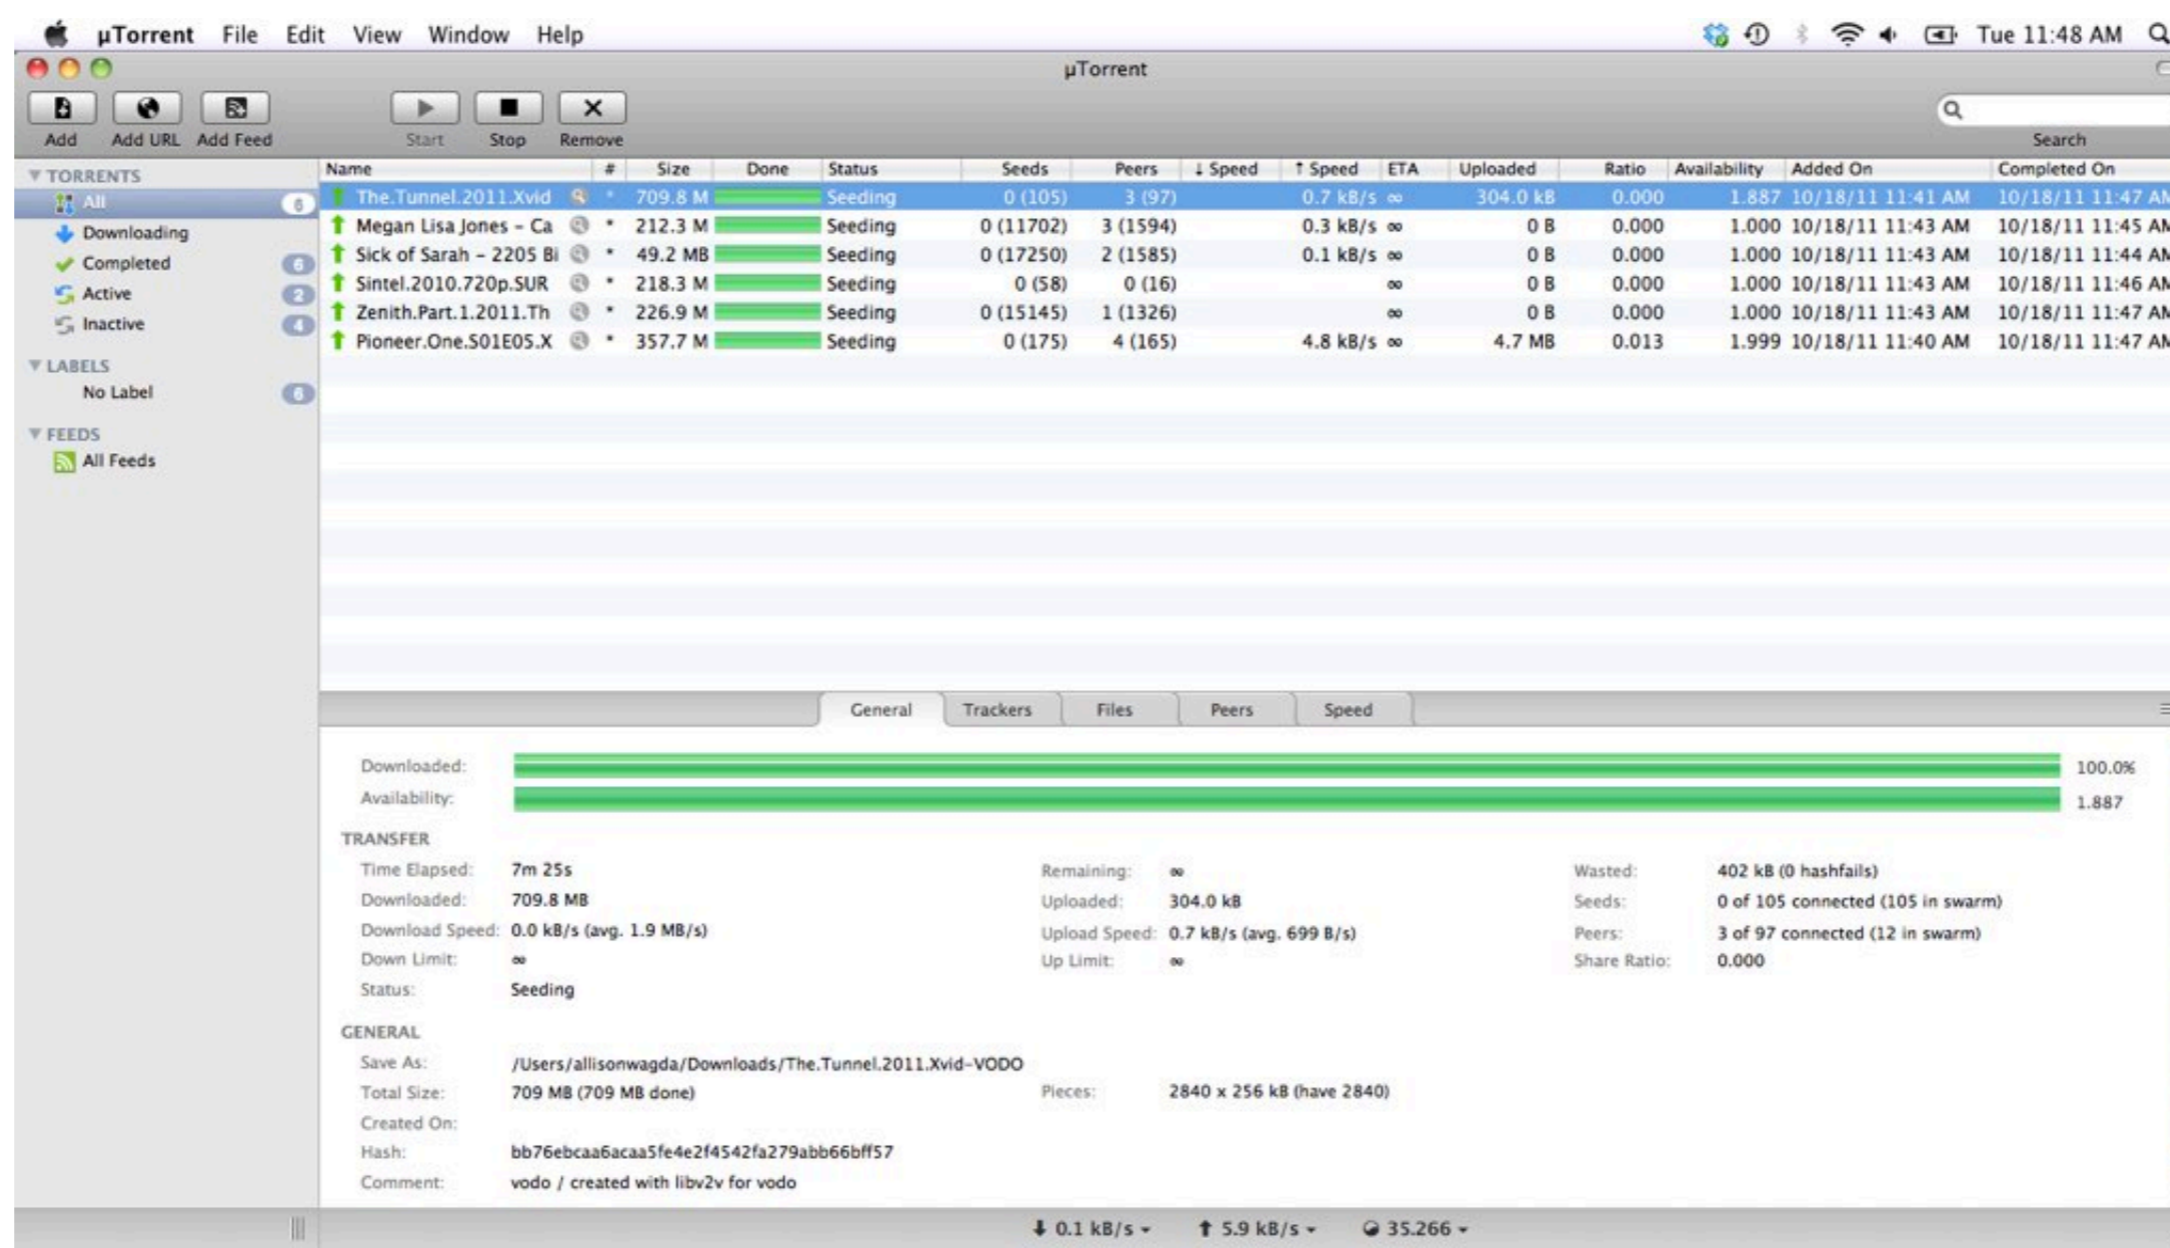 µTorrent File Edit View Window Help Tue 11:48 AM
µTorrent
Add Add URL Add Feed Start Stop Remove Search
TORRENTS
All 6
Downloading
Completed 6
Active 2
Inactive 4
LABELS
No Label 6
FEEDS
All Feeds
Name # Size Done Status Seeds Peers ↓ Speed ↑ Speed ETA Uploaded Ratio Availability Added On Completed On
The.Tunnel.2011.Xvid * 709.8 M Seeding 0 (105) 3 (97) 0.7 kB/s ∞ 304.0 kB 0.000 1.887 10/18/11 11:41 AM 10/18/11 11:47 AM
Megan Lisa Jones – Ca * 212.3 M Seeding 0 (11702) 3 (1594) 0.3 kB/s ∞ 0 B 0.000 1.000 10/18/11 11:43 AM 10/18/11 11:45 AM
Sick of Sarah – 2205 Bi * 49.2 MB Seeding 0 (17250) 2 (1585) 0.1 kB/s ∞ 0 B 0.000 1.000 10/18/11 11:43 AM 10/18/11 11:44 AM
Sintel.2010.720p.SUR * 218.3 M Seeding 0 (58) 0 (16) ∞ 0 B 0.000 1.000 10/18/11 11:43 AM 10/18/11 11:46 AM
Zenith.Part.1.2011.Th * 226.9 M Seeding 0 (15145) 1 (1326) ∞ 0 B 0.000 1.000 10/18/11 11:43 AM 10/18/11 11:47 AM
Pioneer.One.S01E05.X * 357.7 M Seeding 0 (175) 4 (165) 4.8 kB/s ∞ 4.7 MB 0.013 1.999 10/18/11 11:40 AM 10/18/11 11:47 AM
General Trackers Files Peers Speed
Downloaded: 100.0%
Availability: 1.887
TRANSFER
Time Elapsed: 7m 25s Remaining: ∞ Wasted: 402 kB (0 hashfails)
Downloaded: 709.8 MB Uploaded: 304.0 kB Seeds: 0 of 105 connected (105 in swarm)
Download Speed: 0.0 kB/s (avg. 1.9 MB/s) Upload Speed: 0.7 kB/s (avg. 699 B/s) Peers: 3 of 97 connected (12 in swarm)
Down Limit: ∞ Up Limit: ∞ Share Ratio: 0.000
Status: Seeding
GENERAL
Save As: /Users/allisonwagda/Downloads/The.Tunnel.2011.Xvid-VODO
Total Size: 709 MB (709 MB done) Pieces: 2840 x 256 kB (have 2840)
Created On:
Hash: bb76ebcaa6acaa5fe4e2f4542fa279abb66bff57
Comment: vodo / created with libv2v for vodo
0.1 kB/s 5.9 kB/s 35.266